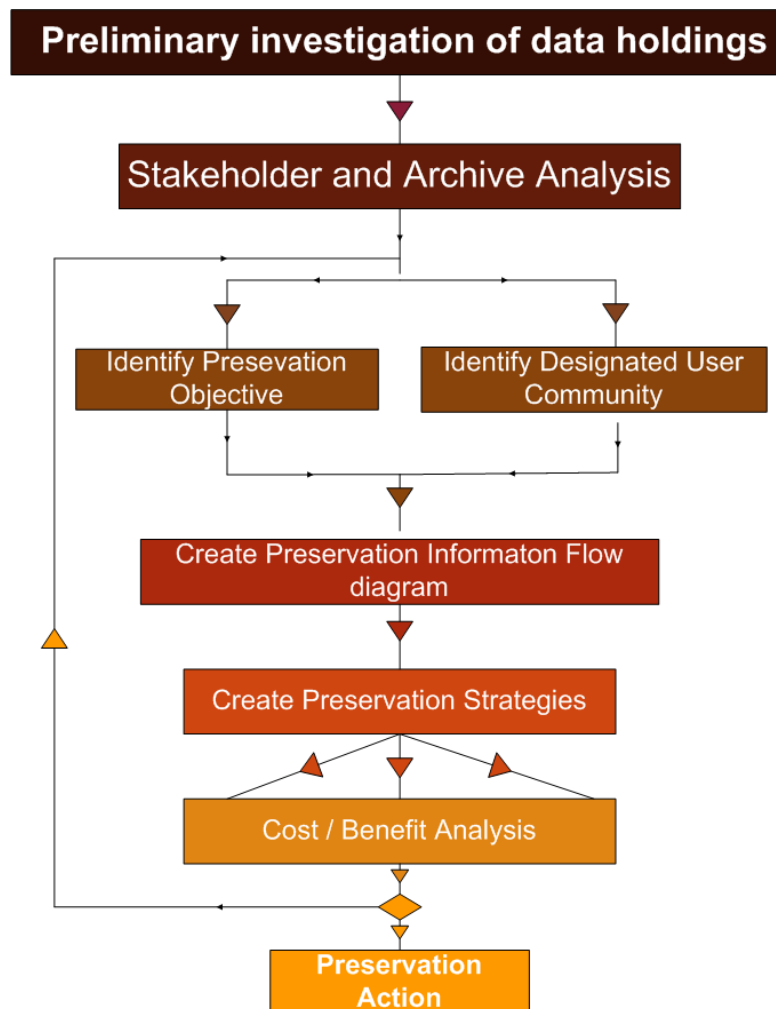 Preliminary investigation of data holdings
Stakeholder and Archive Analysis
Identify Presevation
Objective
Identify Designated User
Community
Create Preservation Informaton Flow
diagram
Create Preservation Strategies
Cost / Benefit Analysis
Preservation
Action